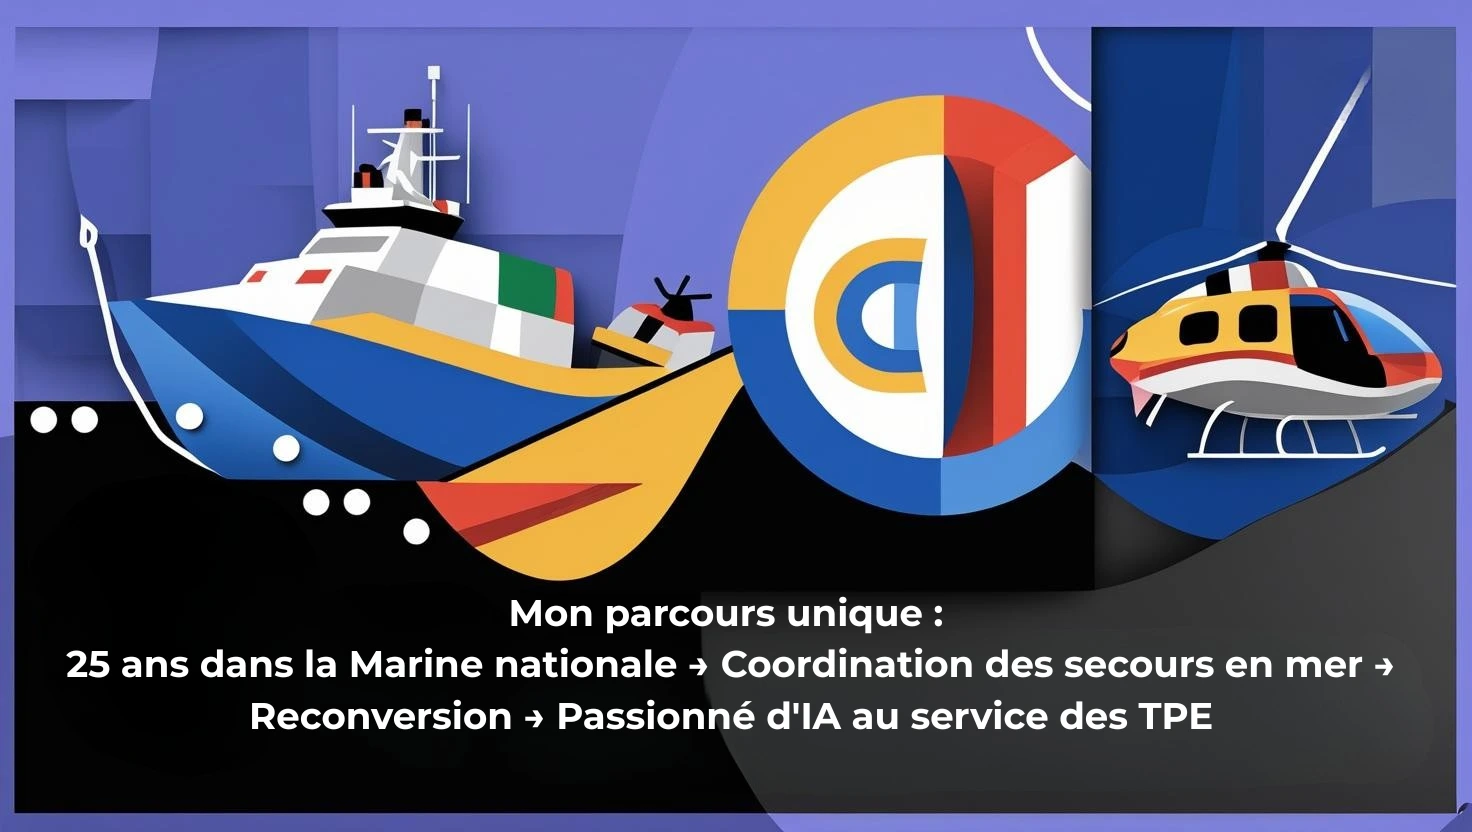 Mon parcours unique :
25 ans dans la Marine nationale → Coordination des secours en mer →
Reconversion → Passionné d'IA au service des TPE